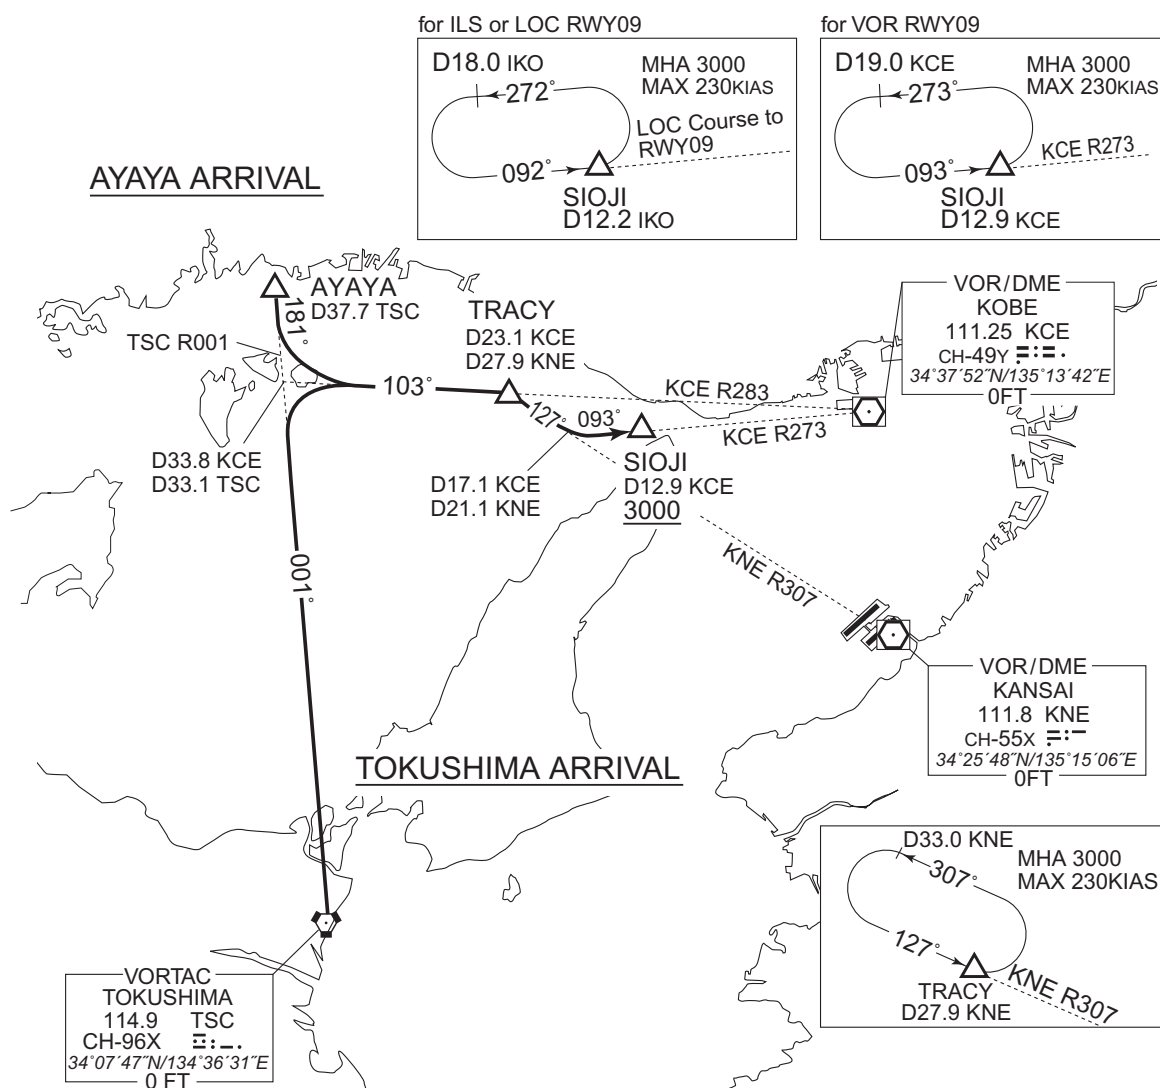 for ILS or LOC RWY09
D18.0 IKO
MHA 3000
MAX 230KIAS
272°
LOC Course to
RWY09
092°
SIOJI
D12.2 IKO
for VOR RWY09
D19.0 KCE
MHA 3000
MAX 230KIAS
273°
KCE R273
093°
SIOJI
D12.9 KCE
AYAYA ARRIVAL
AYAYA
D37.7 TSC
181°
TSC R001
TRACY
D23.1 KCE
D27.9 KNE
VOR/DME
KOBE
111.25 KCE
CH-49Y
34°37´52˝N/135°13´42˝E
0FT
103°
KCE R283
127°
093°
KCE R273
D33.8 KCE
D33.1 TSC
D17.1 KCE
D21.1 KNE
SIOJI
D12.9 KCE
3000
001°
KNE R307
VOR/DME
KANSAI
111.8 KNE
CH-55X
34°25´48˝N/135°15´06˝E
0FT
TOKUSHIMA ARRIVAL
D33.0 KNE
MHA 3000
MAX 230KIAS
307°
127°
TRACY
D27.9 KNE
KNE R307
VORTAC
TOKUSHIMA
114.9 TSC
CH-96X
34°07´47˝N/134°36´31˝E
0 FT